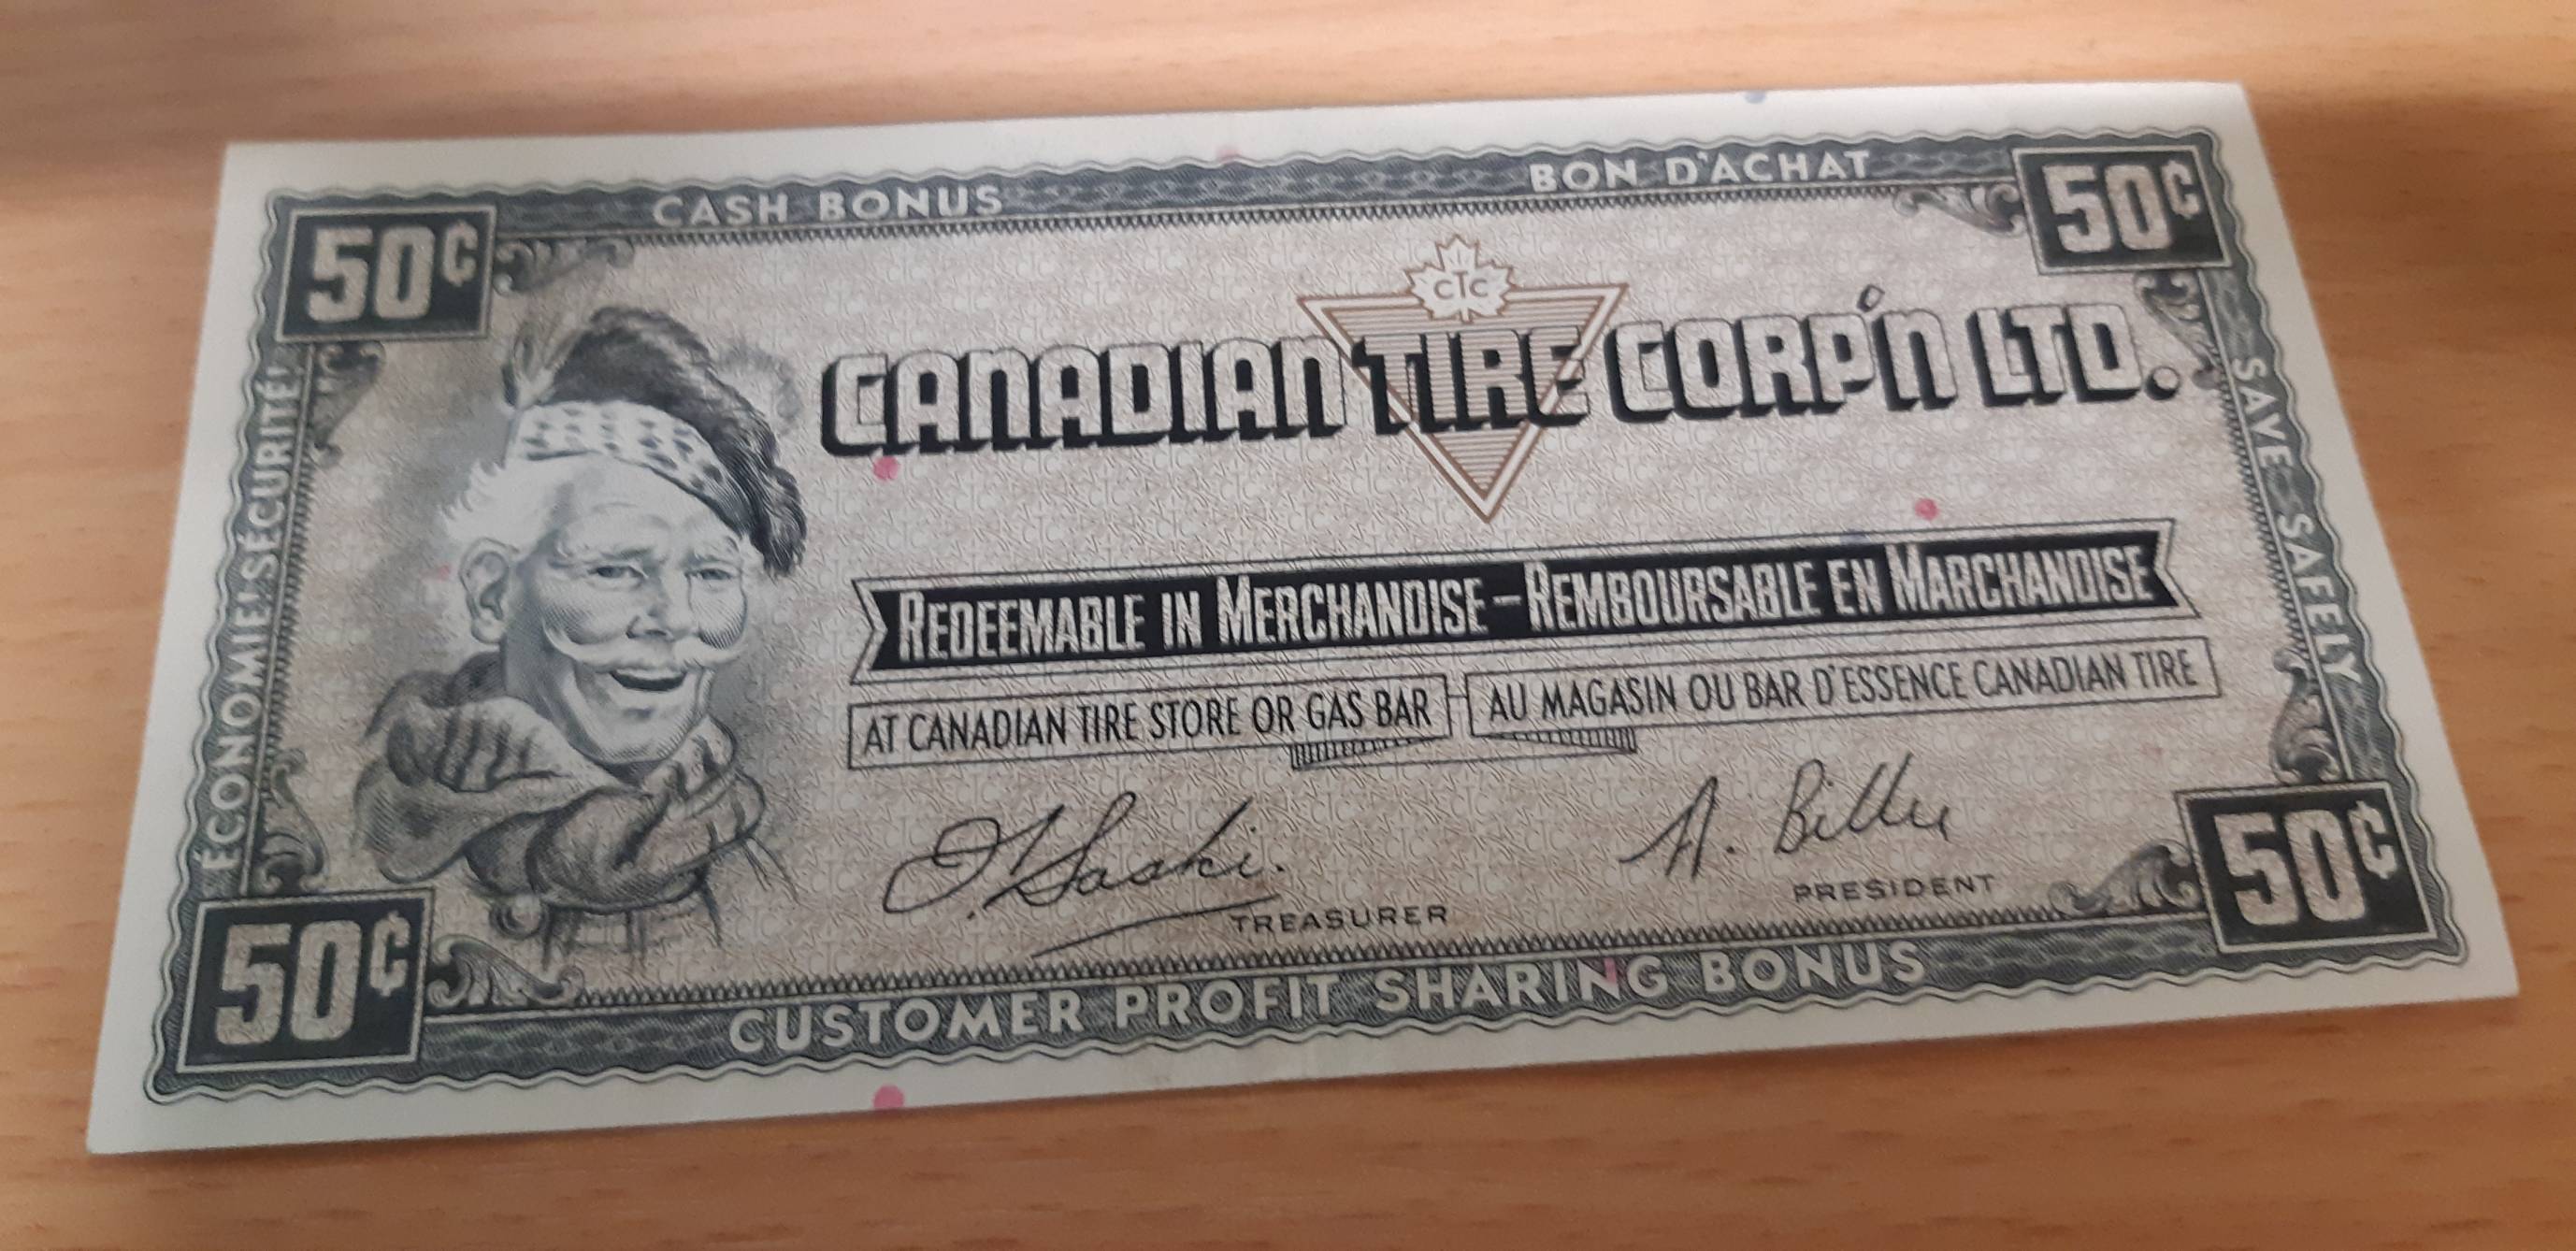 CASH BONUS
BON D'ACHAT
50¢
50¢
CTC
CANADIAN TIRE CORP'N LTD.
ÉCONOMIE! SÉCURITÉ!
SAVE SAFELY
REDEEMABLE IN MERCHANDISE – REMBOURSABLE EN MARCHANDISE
AT CANADIAN TIRE STORE OR GAS BAR
AU MAGASIN OU BAR D'ESSENCE CANADIAN TIRE
TREASURER
PRESIDENT
50¢
50¢
CUSTOMER PROFIT SHARING BONUS